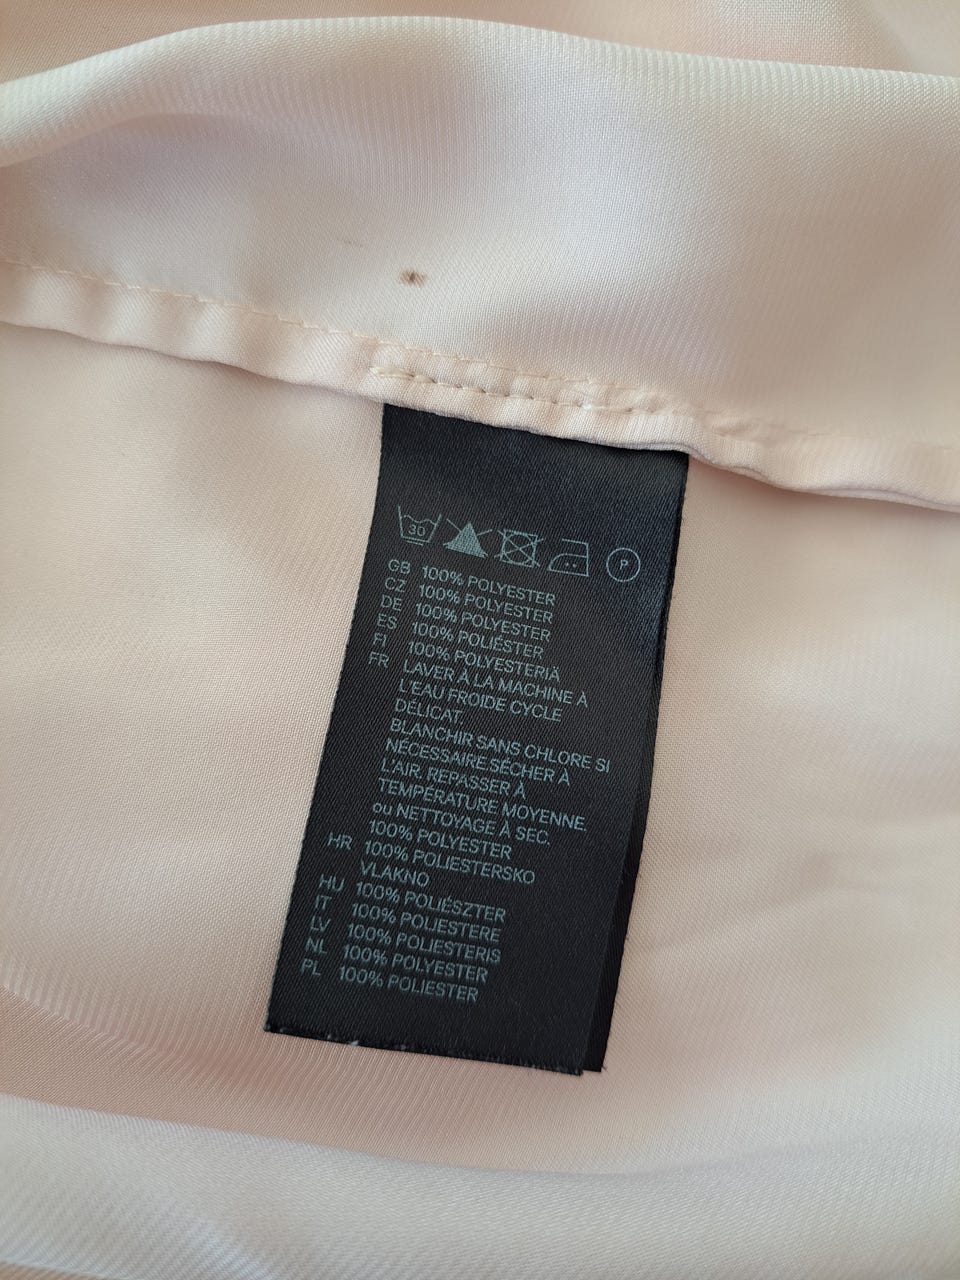 30 P
GB 100% POLYESTER
CZ 100% POLYESTER
DE 100% POLYESTER
ES 100% POLIÉSTER
FI 100% POLYESTERIÄ
FR LAVER À LA MACHINE À
L'EAU FROIDE CYCLE
DÉLICAT.
BLANCHIR SANS CHLORE SI
NÉCESSAIRE.SÉCHER À
L'AIR. REPASSER À
TEMPÉRATURE MOYENNE.
ou NETTOYAGE À SEC.
100% POLYESTER
HR 100% POLIESTERSKO
VLAKNO
HU 100% POLIÉSZTER
IT 100% POLIESTERE
LV 100% POLIESTERIS
NL 100% POLYESTER
PL 100% POLIESTER